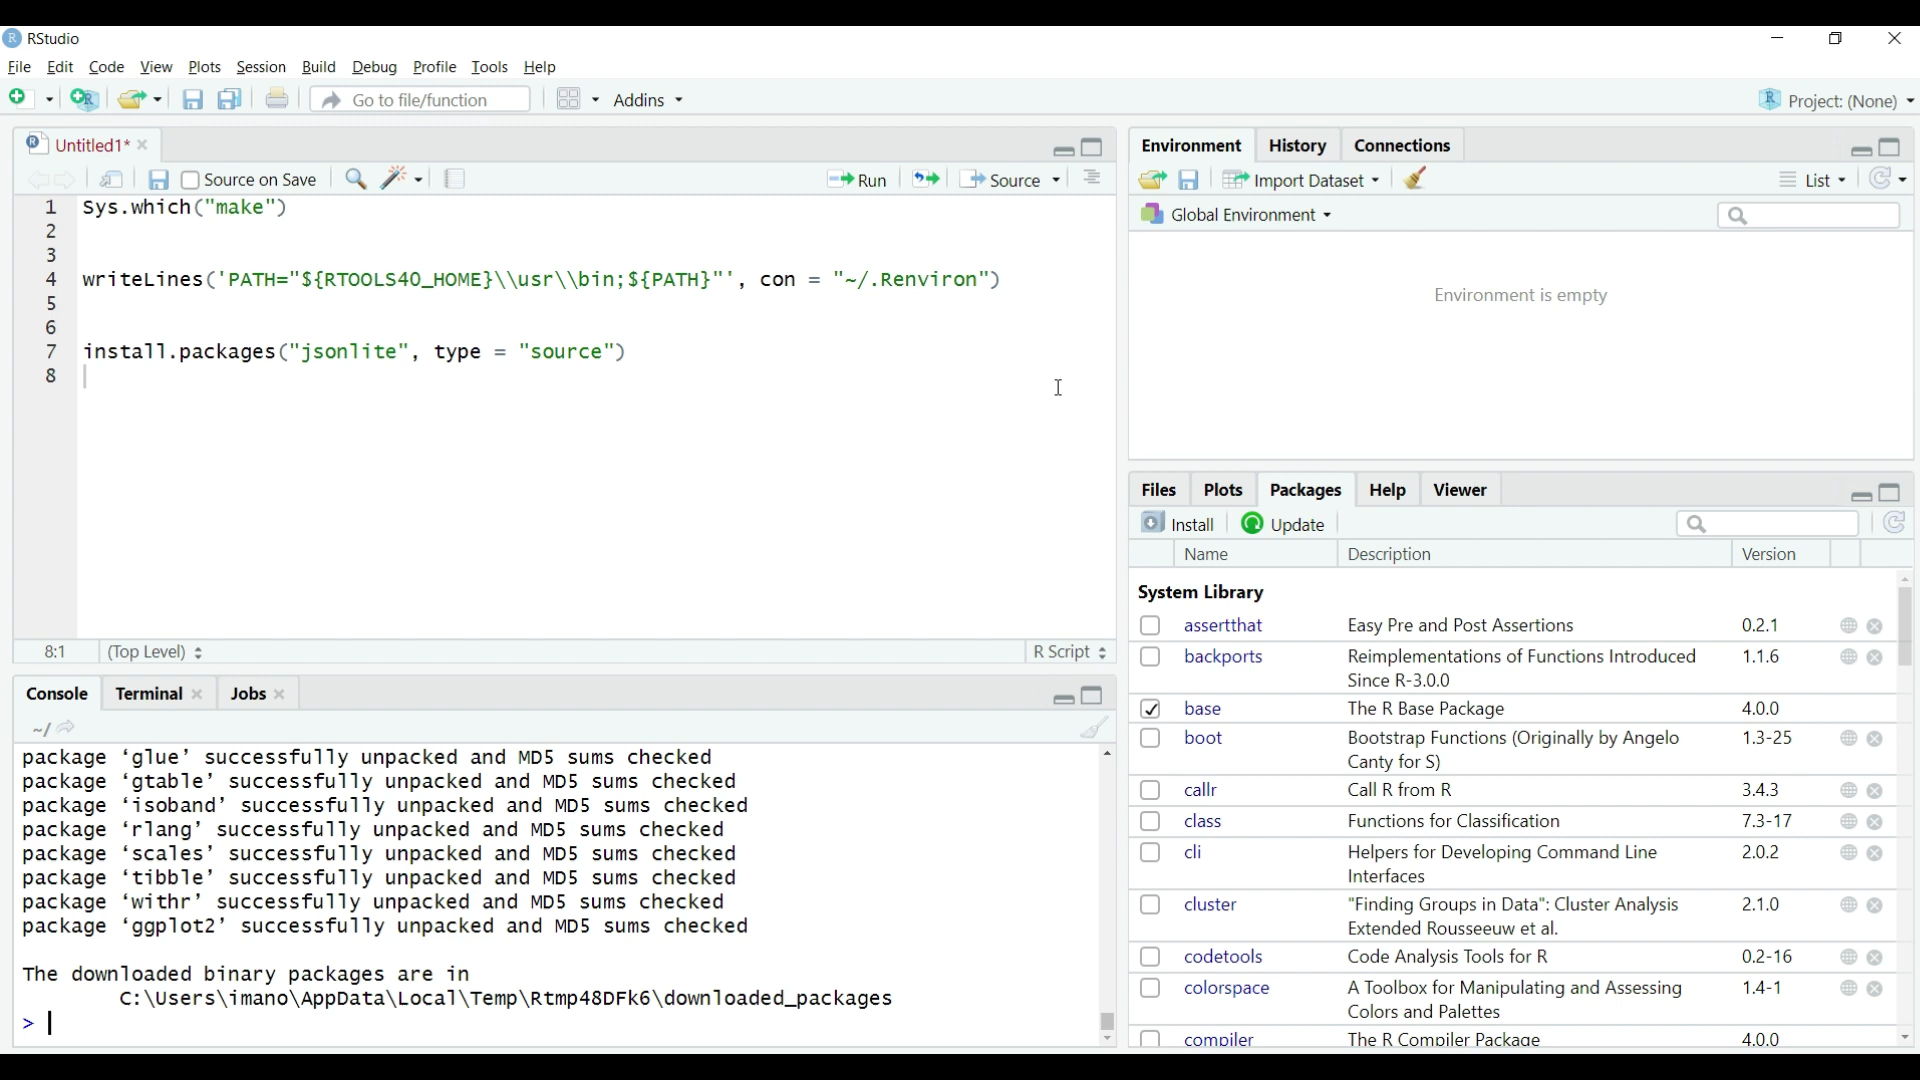 RStudio
File Edit Code View Plots Session Build Debug Profile Tools Help
Go to file/function Addins Project: (None)
Untitled1*
Source on Save Run Source
1 Sys.which("make")
2
3
4 writeLines('PATH="${RTOOLS40_HOME}\\usr\\bin;${PATH}"', con = "~/.Renviron")
5
6
7 install.packages("jsonlite", type = "source")
8
8:1 (Top Level) R Script
Console Terminal Jobs
~/
package ‘glue’ successfully unpacked and MD5 sums checked
package ‘gtable’ successfully unpacked and MD5 sums checked
package ‘isoband’ successfully unpacked and MD5 sums checked
package ‘rlang’ successfully unpacked and MD5 sums checked
package ‘scales’ successfully unpacked and MD5 sums checked
package ‘tibble’ successfully unpacked and MD5 sums checked
package ‘withr’ successfully unpacked and MD5 sums checked
package ‘ggplot2’ successfully unpacked and MD5 sums checked
The downloaded binary packages are in
C:\Users\imano\AppData\Local\Temp\Rtmp48DFk6\downloaded_packages
>
Environment History Connections
Import Dataset List
Global Environment
Environment is empty
Files Plots Packages Help Viewer
Install Update
Name Description Version
System Library
assertthat Easy Pre and Post Assertions 0.2.1
backports Reimplementations of Functions Introduced 1.1.6
Since R-3.0.0
base The R Base Package 4.0.0
boot Bootstrap Functions (Originally by Angelo 1.3-25
Canty for S)
callr Call R from R 3.4.3
class Functions for Classification 7.3-17
cli Helpers for Developing Command Line 2.0.2
Interfaces
cluster "Finding Groups in Data": Cluster Analysis 2.1.0
Extended Rousseeuw et al.
codetools Code Analysis Tools for R 0.2-16
colorspace A Toolbox for Manipulating and Assessing 1.4-1
Colors and Palettes
compiler The R Compiler Package 4.0.0